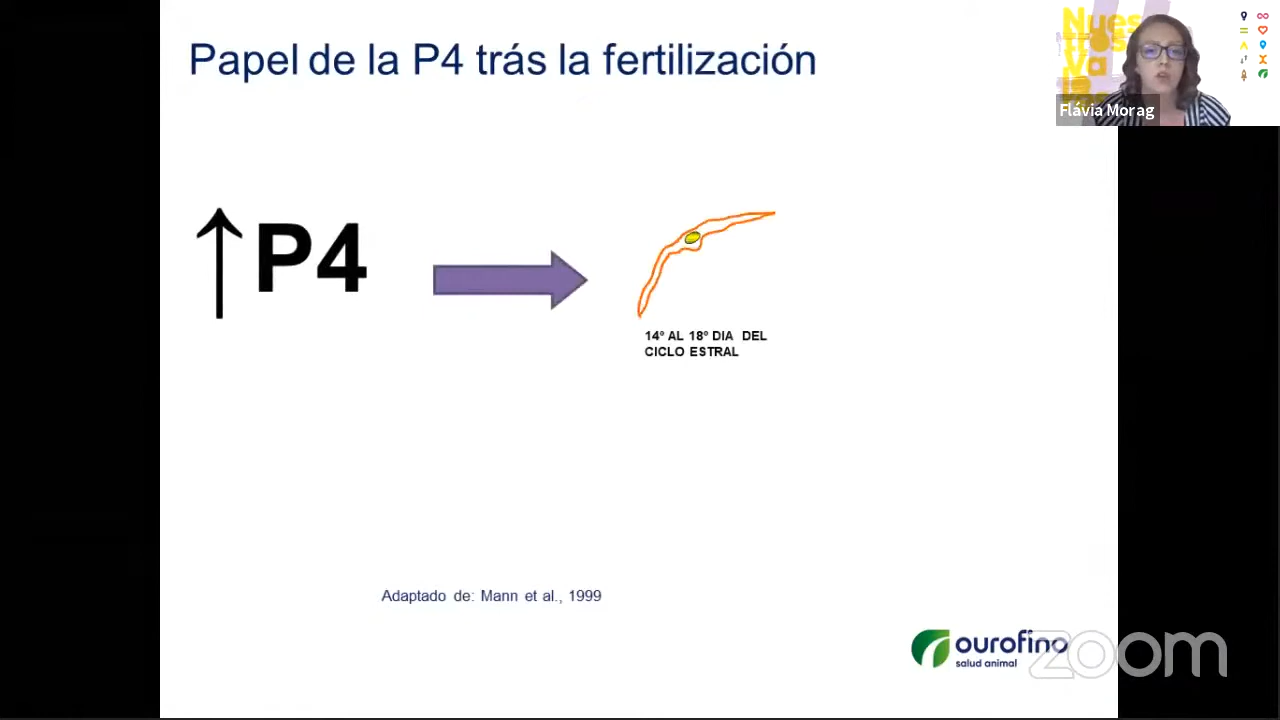 Papel de la P4 trás la fertilización
Flávia Morag
↑P4
14º AL 18º DIA DEL
CICLO ESTRAL
Adaptado de: Mann et al., 1999
ourofino
salud animal
zoom